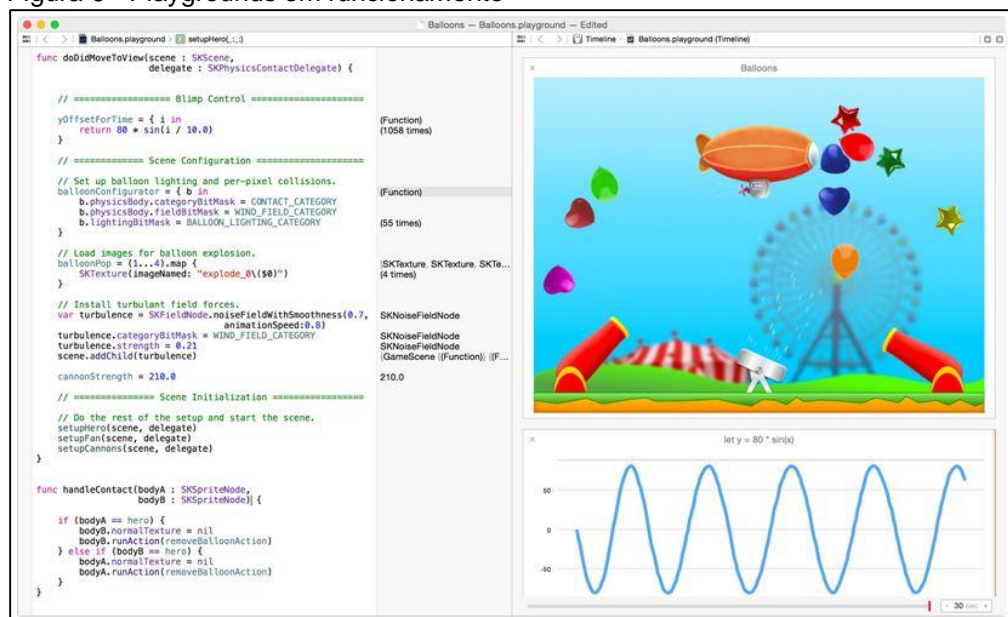 Balloons — Balloons.playground — Edited
Balloons.playground › setupHero(_:_:)
Timeline › Balloons.playground (Timeline)
func doDidMoveToView(scene : SKScene,
delegate : SKPhysicsContactDelegate) {
// ================== Blimp Control =====================
yOffsetForTime = { i in
return 80 * sin(i / 10.0)
}
// ============= Scene Configuration ====================
// Set up balloon lighting and per-pixel collisions.
balloonConfigurator = { b in
b.physicsBody.categoryBitMask = CONTACT_CATEGORY
b.physicsBody.fieldBitMask = WIND_FIELD_CATEGORY
b.lightingBitMask = BALLOON_LIGHTING_CATEGORY
}
// Load images for balloon explosion.
balloonPop = (1...4).map {
SKTexture(imageNamed: "explode_0\($0)")
}
// Install turbulant field forces.
var turbulence = SKFieldNode.noiseFieldWithSmoothness(0.7,
animationSpeed:0.8)
turbulence.categoryBitMask = WIND_FIELD_CATEGORY
turbulence.strength = 0.21
scene.addChild(turbulence)
cannonStrength = 210.0
// =============== Scene Initialization =================
// Do the rest of the setup and start the scene.
setupHero(scene, delegate)
setupFan(scene, delegate)
setupCannons(scene, delegate)
}
func handleContact(bodyA : SKSpriteNode,
bodyB : SKSpriteNode) {
if (bodyA == hero) {
bodyB.normalTexture = nil
bodyB.runAction(removeBalloonAction)
} else if (bodyB == hero) {
bodyA.normalTexture = nil
bodyA.runAction(removeBalloonAction)
}
}
(Function)
(1058 times)
(Function)
(55 times)
[SKTexture, SKTexture, SKTe...
(4 times)
SKNoiseFieldNode
SKNoiseFieldNode
SKNoiseFieldNode
(GameScene {(Function)} {(F...
210.0
Balloons
let y = 80 * sin(x)
50
0
-50
- 30 sec +